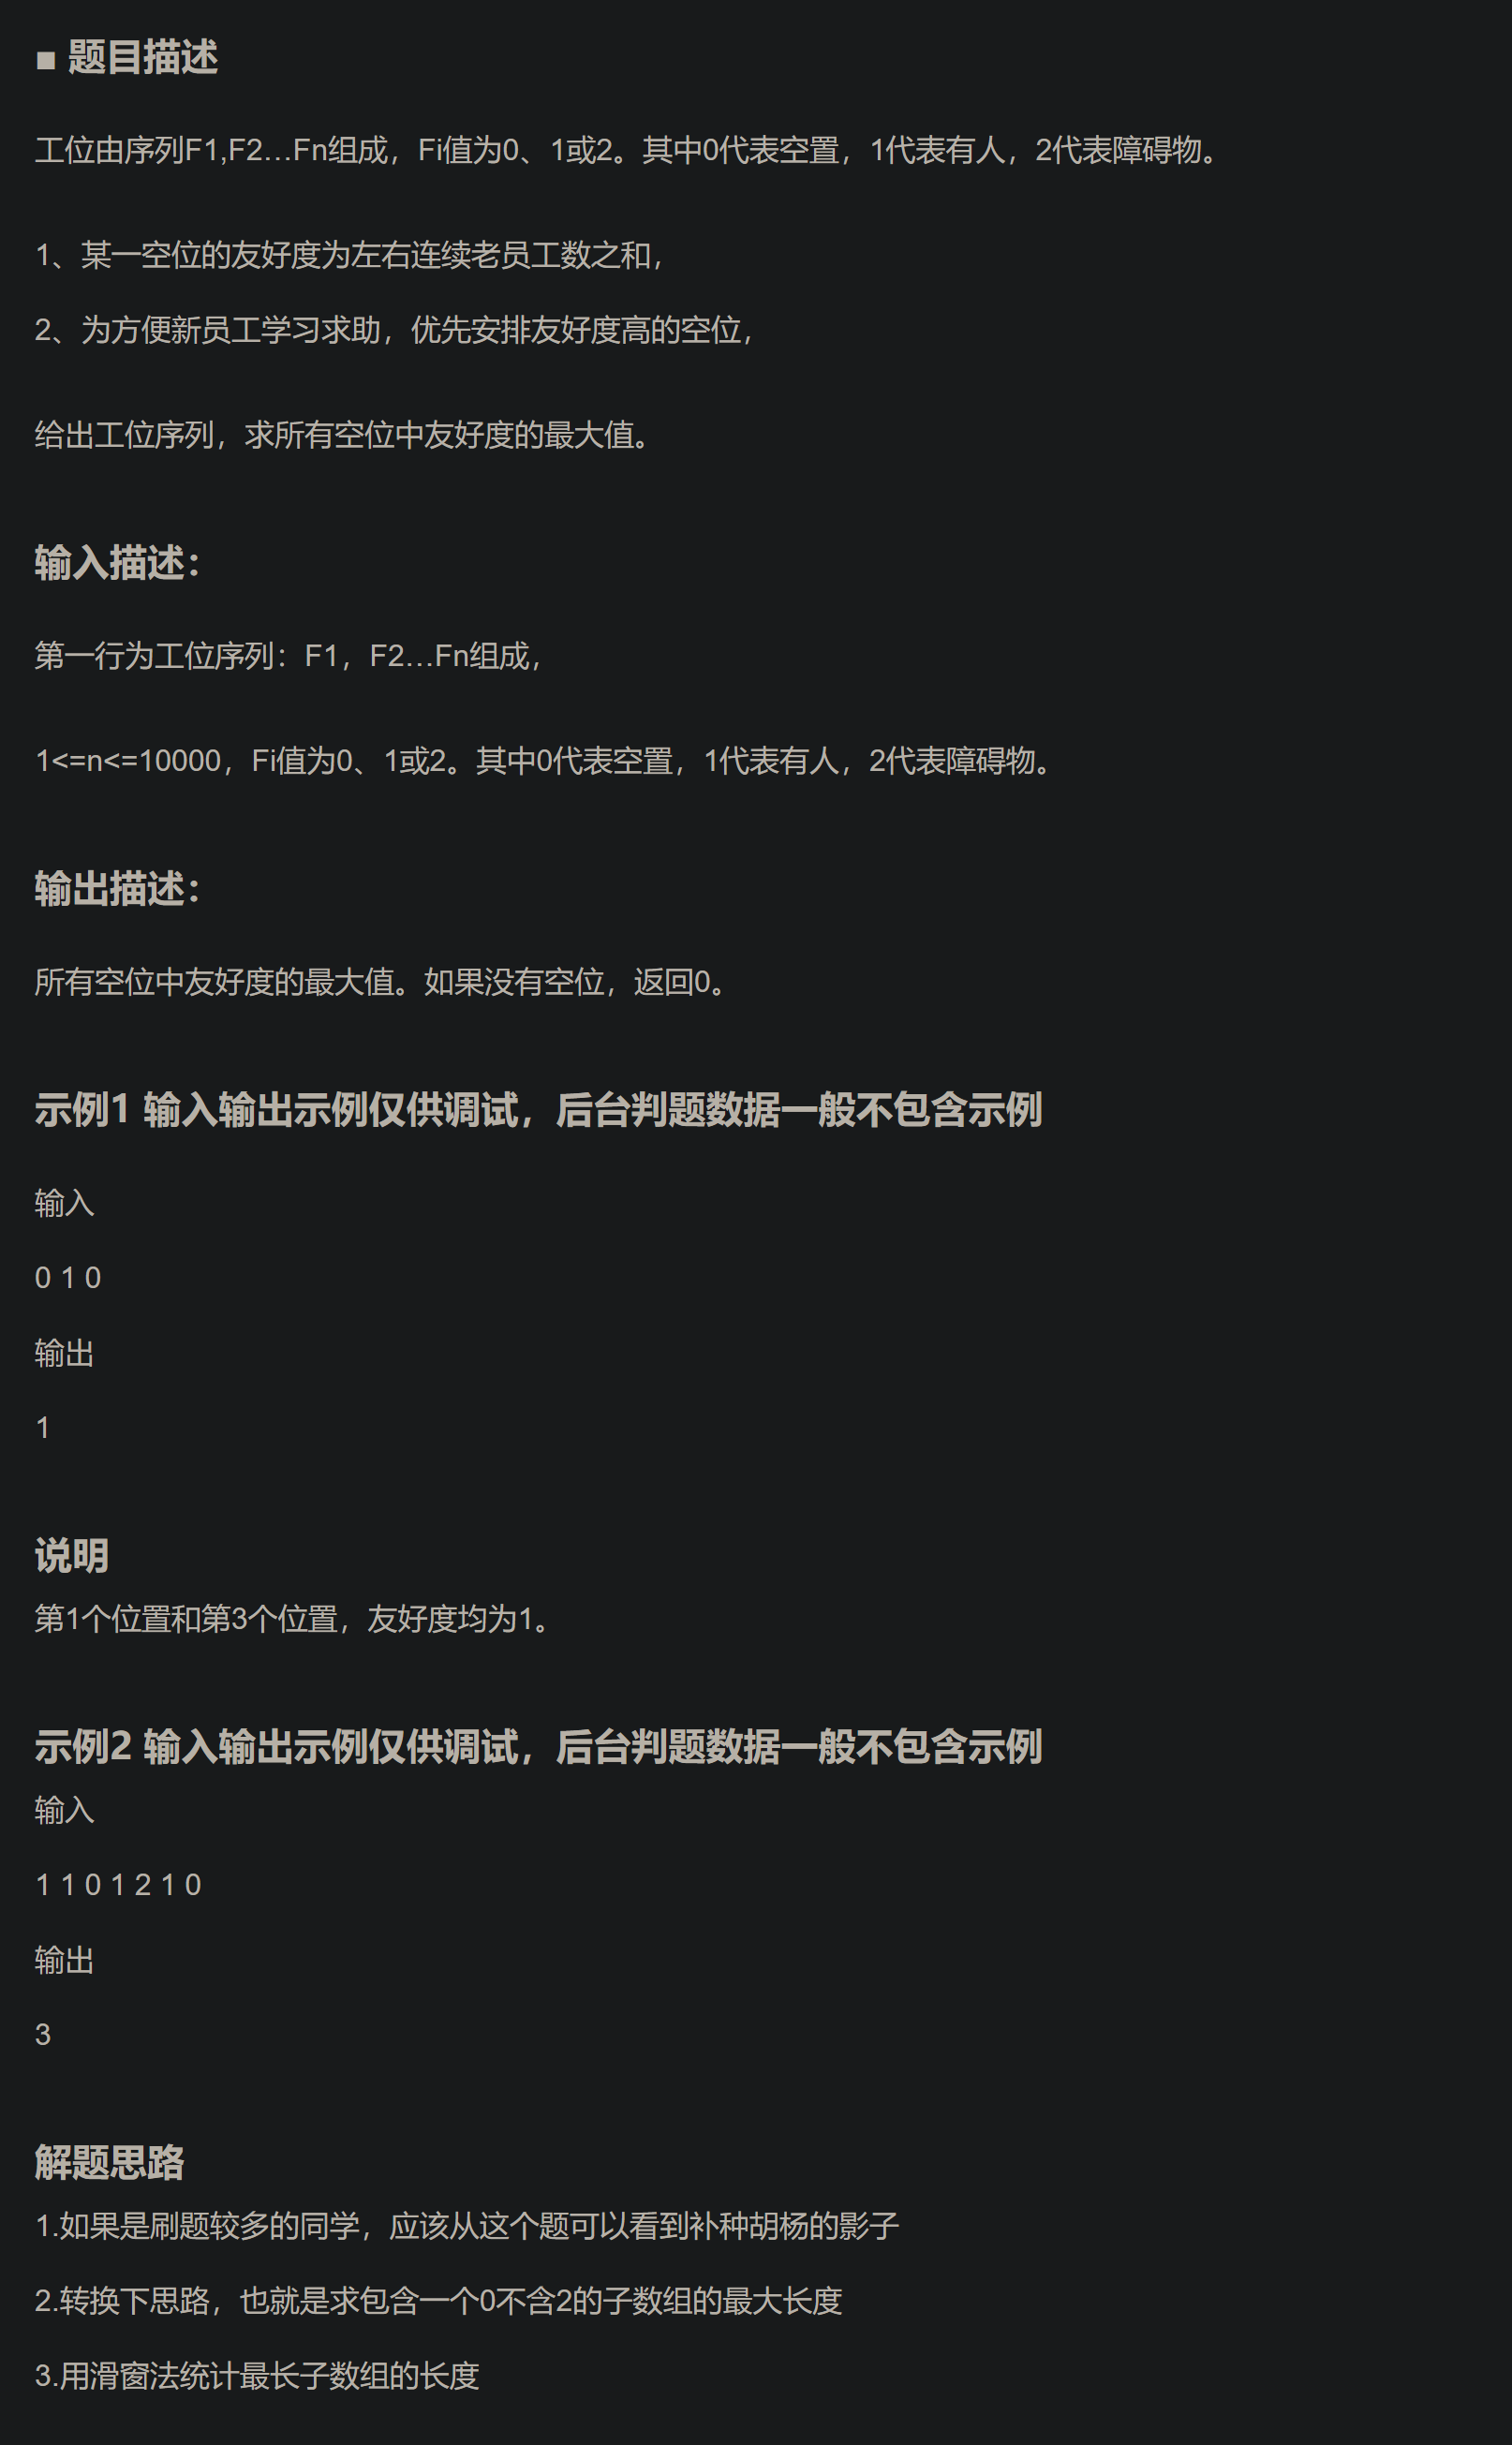 ■ 题目描述
工位由序列F1,F2…Fn组成，Fi值为0、1或2。其中0代表空置，1代表有人，2代表障碍物。
1、某一空位的友好度为左右连续老员工数之和，
2、为方便新员工学习求助，优先安排友好度高的空位，
给出工位序列，求所有空位中友好度的最大值。
输入描述：
第一行为工位序列：F1，F2…Fn组成，
1<=n<=10000，Fi值为0、1或2。其中0代表空置，1代表有人，2代表障碍物。
输出描述：
所有空位中友好度的最大值。如果没有空位，返回0。
示例1 输入输出示例仅供调试，后台判题数据一般不包含示例
输入
0 1 0
输出
1
说明
第1个位置和第3个位置，友好度均为1。
示例2 输入输出示例仅供调试，后台判题数据一般不包含示例
输入
1 1 0 1 2 1 0
输出
3
解题思路
1.如果是刷题较多的同学，应该从这个题可以看到补种胡杨的影子
2.转换下思路，也就是求包含一个0不含2的子数组的最大长度
3.用滑窗法统计最长子数组的长度